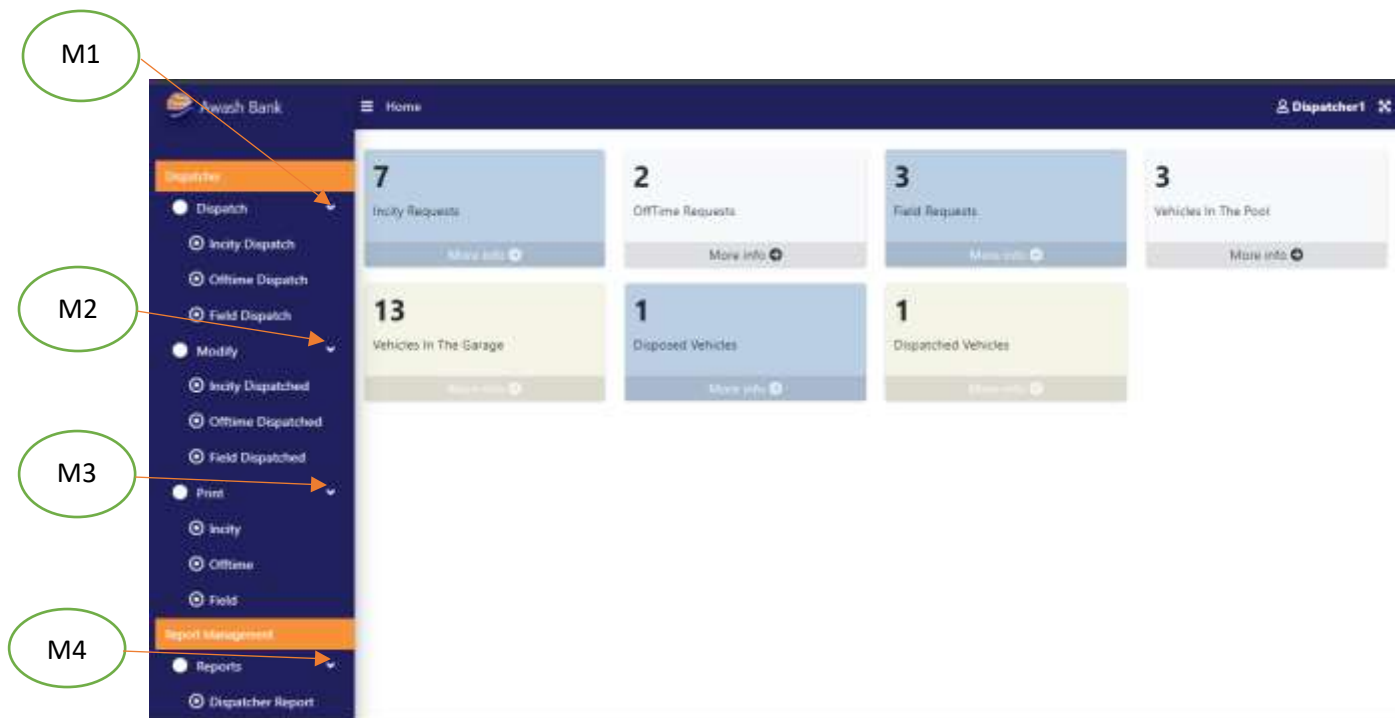 M1
Awash Bank
Home
Dispatcher1
Dispatcher
Dispatch
Incity Dispatch
Offtime Dispatch
Field Dispatch
M2
Modify
Incity Dispatched
Offtime Dispatched
Field Dispatched
M3
Print
Incity
Offtime
Field
Report Management
M4
Reports
Dispatcher Report
7
Incity Requests
More info
2
OffTime Requests
More info
3
Field Requests
More info
3
Vehicles In The Pool
More info
13
Vehicles In The Garage
More info
1
Disposed Vehicles
More info
1
Dispatched Vehicles
More info